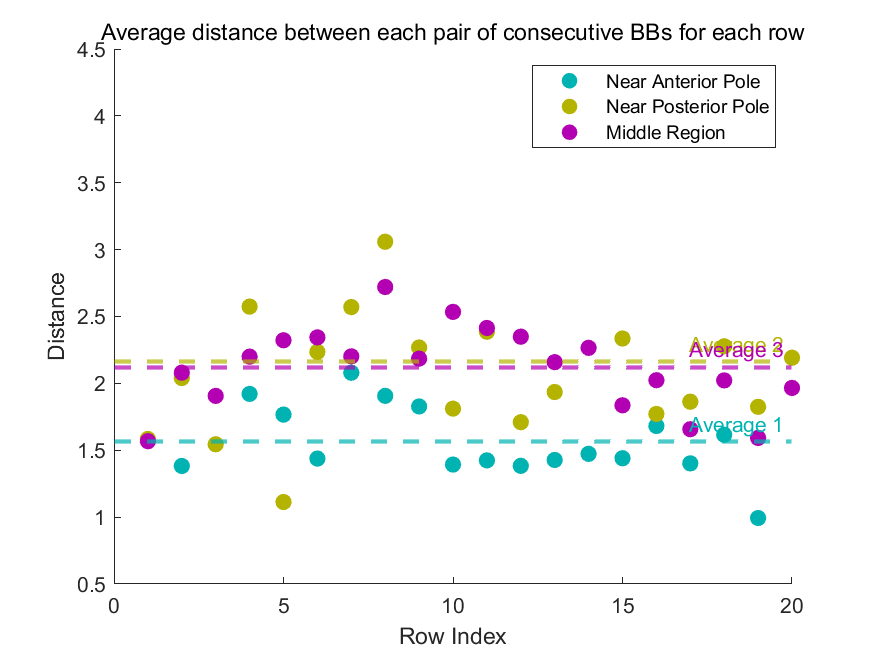 Average distance between each pair of consecutive BBs for each row
4.5
4
3.5
3
2.5
2
1.5
1
0.5
Distance
Near Anterior Pole
Near Posterior Pole
Middle Region
Average 2
Average 3
Average 1
0
5
10
15
20
Row Index